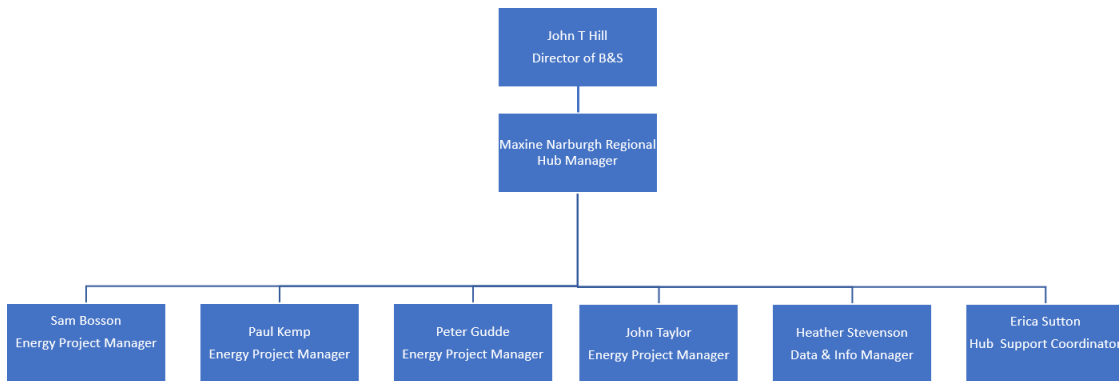 John T Hill
Director of B&S
Maxine Narburgh Regional
Hub Manager
Sam Bosson
Energy Project Manager
Paul Kemp
Energy Project Manager
Peter Gudde
Energy Project Manager
John Taylor
Energy Project Manager
Heather Stevenson
Data & Info Manager
Erica Sutton
Hub  Support Coordinator